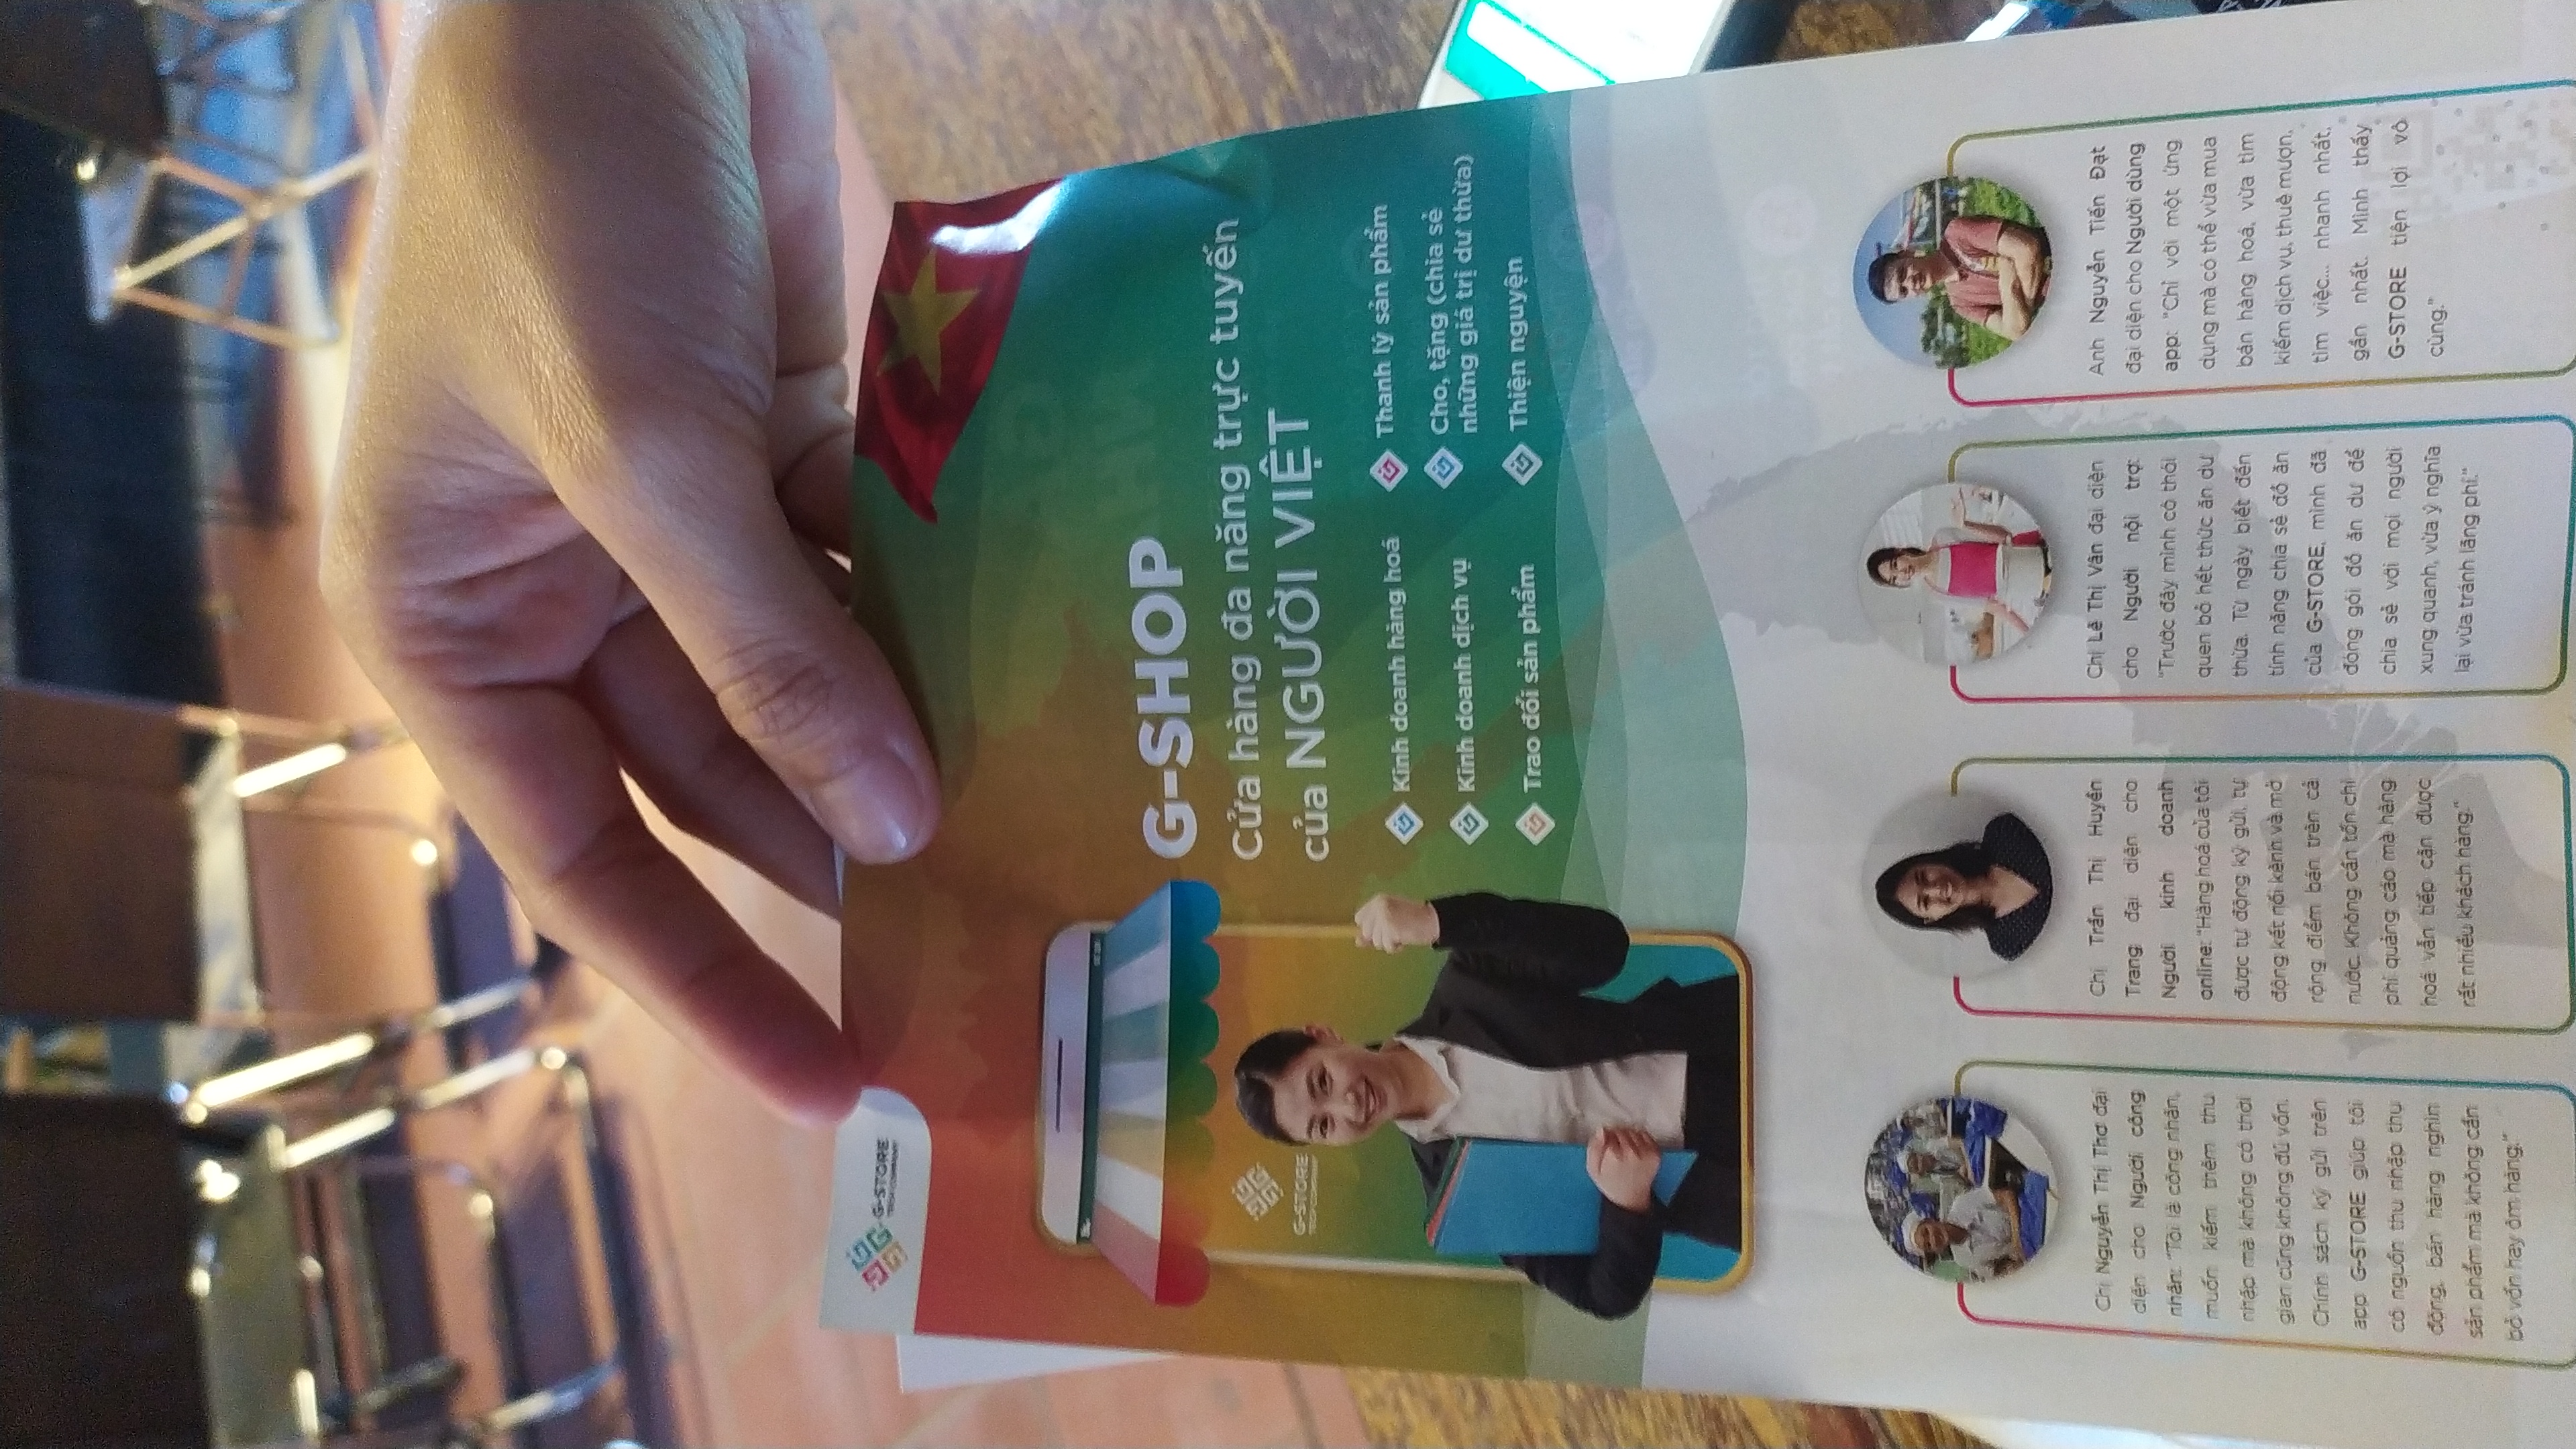 G-STORE
TECH COMPANY
G-SHOP
Cửa hàng đa năng trực tuyến
của NGƯỜI VIỆT
G-STORE
TECH COMPANY
Kinh doanh hàng hoá
Kinh doanh dịch vụ
Trao đổi sản phẩm
Thanh lý sản phẩm
Cho, tặng (chia sẻ
những giá trị dư thừa)
Thiện nguyện
Chị Nguyễn Thị Thơ đại
diện cho Người công
nhân: "Tôi là công nhân,
muốn kiếm thêm thu
nhập mà không có thời
gian cũng không đủ vốn.
Chính sách ký gửi trên
app G-STORE giúp tôi
có nguồn thu nhập thụ
động, bán hàng nghìn
sản phẩm mà không cần
bỏ vốn hay ôm hàng."
Chị Trần Thị Huyền
Trang đại diện cho
Người kinh doanh
online: "Hàng hoá của tôi
được tự động ký gửi, tự
động kết nối kênh và mở
rộng điểm bán trên cả
nước. Không cần tốn chi
phí quảng cáo mà hàng
hoá vẫn tiếp cận được
rất nhiều khách hàng."
Chị Lê Thị Vân đại diện
cho Người nội trợ:
"Trước đây mình có thói
quen bỏ hết thức ăn dư
thừa. Từ ngày biết đến
tính năng chia sẻ đồ ăn
của G-STORE, mình đã
đóng gói đồ ăn dư để
chia sẻ với mọi người
xung quanh, vừa ý nghĩa
lại vừa tránh lãng phí."
Anh Nguyễn Tiến Đạt
đại diện cho Người dùng
app: "Chỉ với một ứng
dụng mà có thể vừa mua
bán hàng hoá, vừa tìm
kiếm dịch vụ, thuê mượn,
tìm việc... nhanh nhất,
gần nhất. Mình thấy
G-STORE tiện lợi vô
cùng."